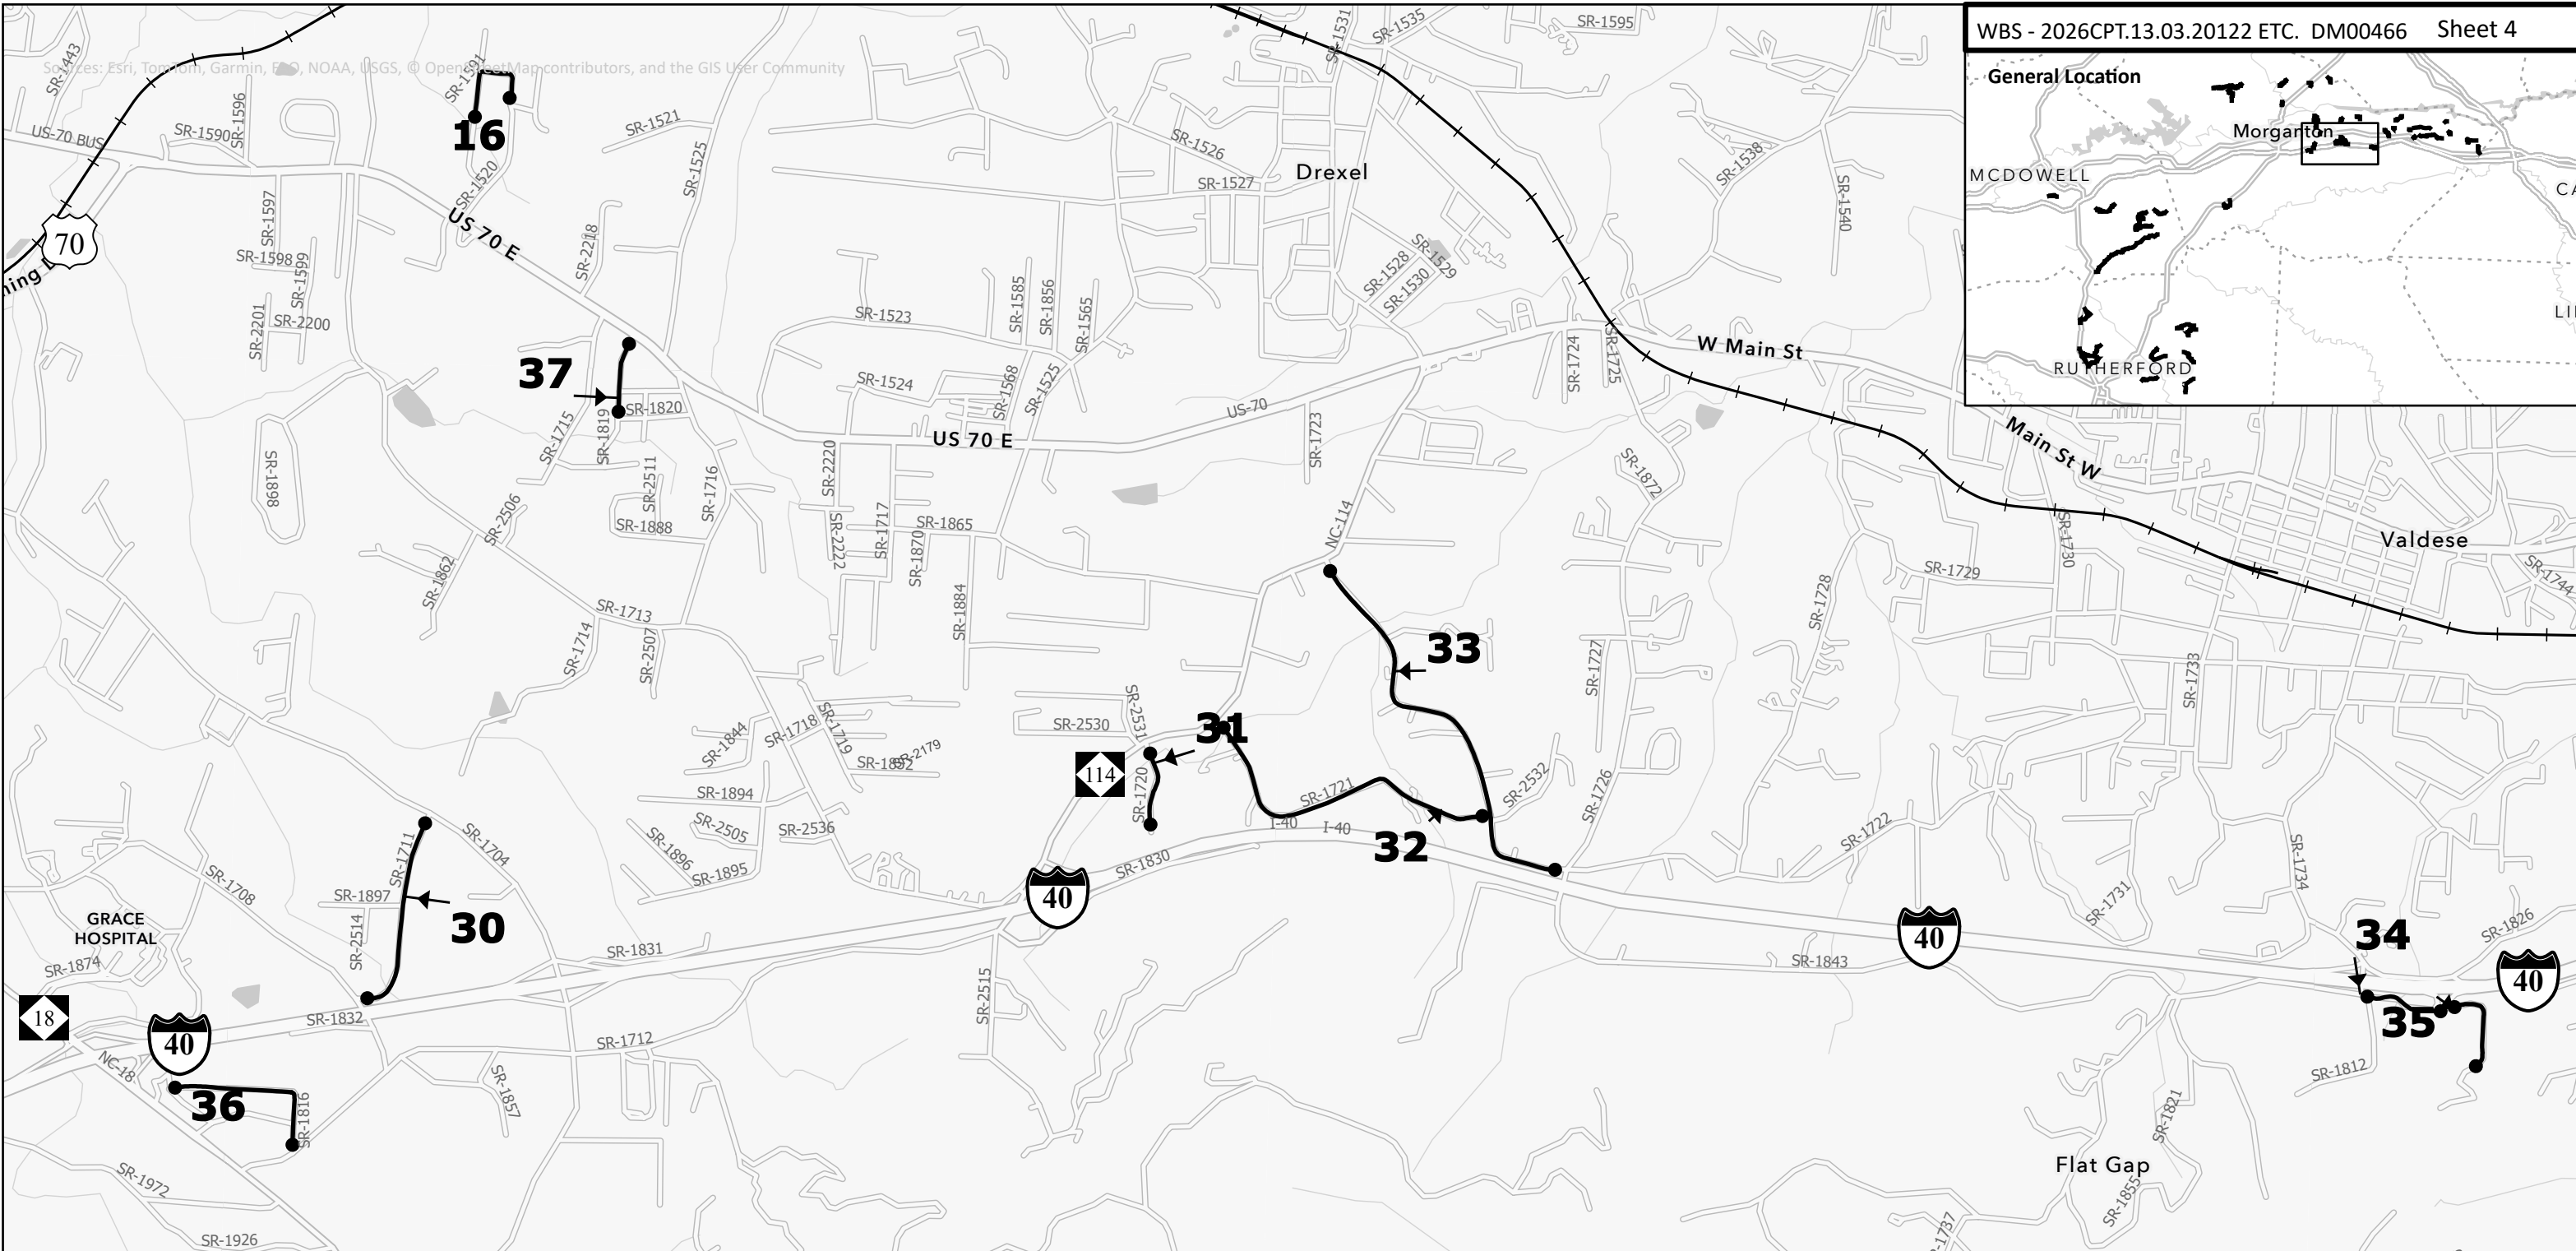 WBS - 2026CPT.13.03.20122 ETC. DM00466 Sheet 4
General Location
Morganton
MCDOWELL
CA
LI
RUTHERFORD
Sources: Esri, TomTom, Garmin, FAO, NOAA, USGS, © OpenStreetMap contributors, and the GIS User Community
SR-1443
SR-1591
SR-1596
SR-1590
US-70 BUS
16
SR-1520
SR-1521
SR-1525
SR-1531
SR-1535
SR-1595
SR-1526
SR-1527
Drexel
SR-1538
SR-1540
70
SR-1597
SR-1598
SR-1599
SR-2201
SR-2200
US 70 E
SR-2218
SR-1523
SR-1585
SR-1856
SR-1565
SR-1528
SR-1529
SR-1530
37
SR-1820
SR-1819
SR-1715
SR-1524
SR-1568
SR-1525
US 70 E
US-70
SR-1723
SR-1724
SR-1725
W Main St
Main St W
Valdese
SR-1744
SR-1898
SR-2506
SR-1862
SR-2511
SR-1888
SR-1716
SR-2220
SR-2222
SR-1717
SR-1870
SR-1865
SR-1884
NC-114
SR-1872
SR-1730
SR-1729
SR-1728
SR-1713
SR-1714
SR-2507
33
SR-1727
SR-1733
SR-1844
SR-1718
SR-1719
SR-1892
SR-2179
SR-2530
SR-2531
31
114
SR-1720
SR-1721
32
SR-2532
SR-1726
SR-1894
SR-2505
SR-2536
SR-1896
SR-1895
I-40
I-40
SR-1830
40
SR-1722
SR-1711
SR-1704
SR-1708
SR-1897
SR-2514
30
GRACE
HOSPITAL
SR-1874
18
40
SR-1832
SR-1831
SR-2515
SR-1843
40
SR-1731
SR-1734
34
SR-1826
40
35
SR-1812
NC-18
36
SR-1816
SR-1712
SR-1857
SR-1821
Flat Gap
SR-1855
SR-1972
SR-1926
-1737